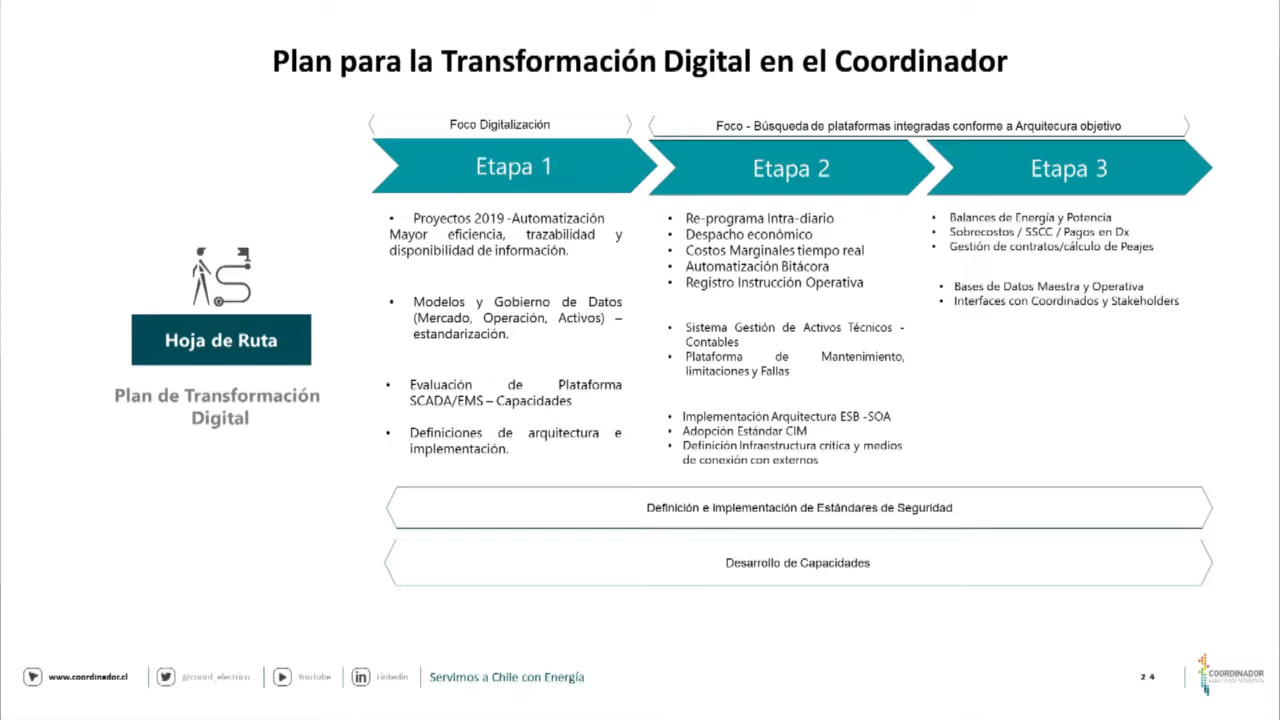 Plan para la Transformación Digital en el Coordinador
Foco Digitalización
Foco - Búsqueda de plataformas integradas conforme a Arquitecura objetivo
Etapa 1
Etapa 2
Etapa 3
Hoja de Ruta
Plan de Transformación
Digital
• Proyectos 2019 -Automatización
Mayor eficiencia, trazabilidad y
disponibilidad de información.
• Modelos y Gobierno de Datos
(Mercado, Operación, Activos) –
estandarización.
• Evaluación de Plataforma
SCADA/EMS – Capacidades
• Definiciones de arquitectura e
implementación.
• Re-programa Intra-diario
• Despacho económico
• Costos Marginales tiempo real
• Automatización Bitácora
• Registro Instrucción Operativa
• Sistema Gestión de Activos Técnicos -
Contables
• Plataforma de Mantenimiento,
limitaciones y Fallas
• Implementación Arquitectura ESB -SOA
• Adopción Estándar CIM
• Definición Infraestructura crítica y medios
de conexión con externos
• Balances de Energía y Potencia
• Sobrecostos / SSCC / Pagos en Dx
• Gestión de contratos/cálculo de Peajes
• Bases de Datos Maestra y Operativa
• Interfaces con Coordinados y Stakeholders
Definición e implementación de Estándares de Seguridad
Desarrollo de Capacidades
www.coordinador.cl
@coord_electrico
YouTube
Linkedin
Servimos a Chile con Energía
24
COORDINADOR
ELÉCTRICO NACIONAL